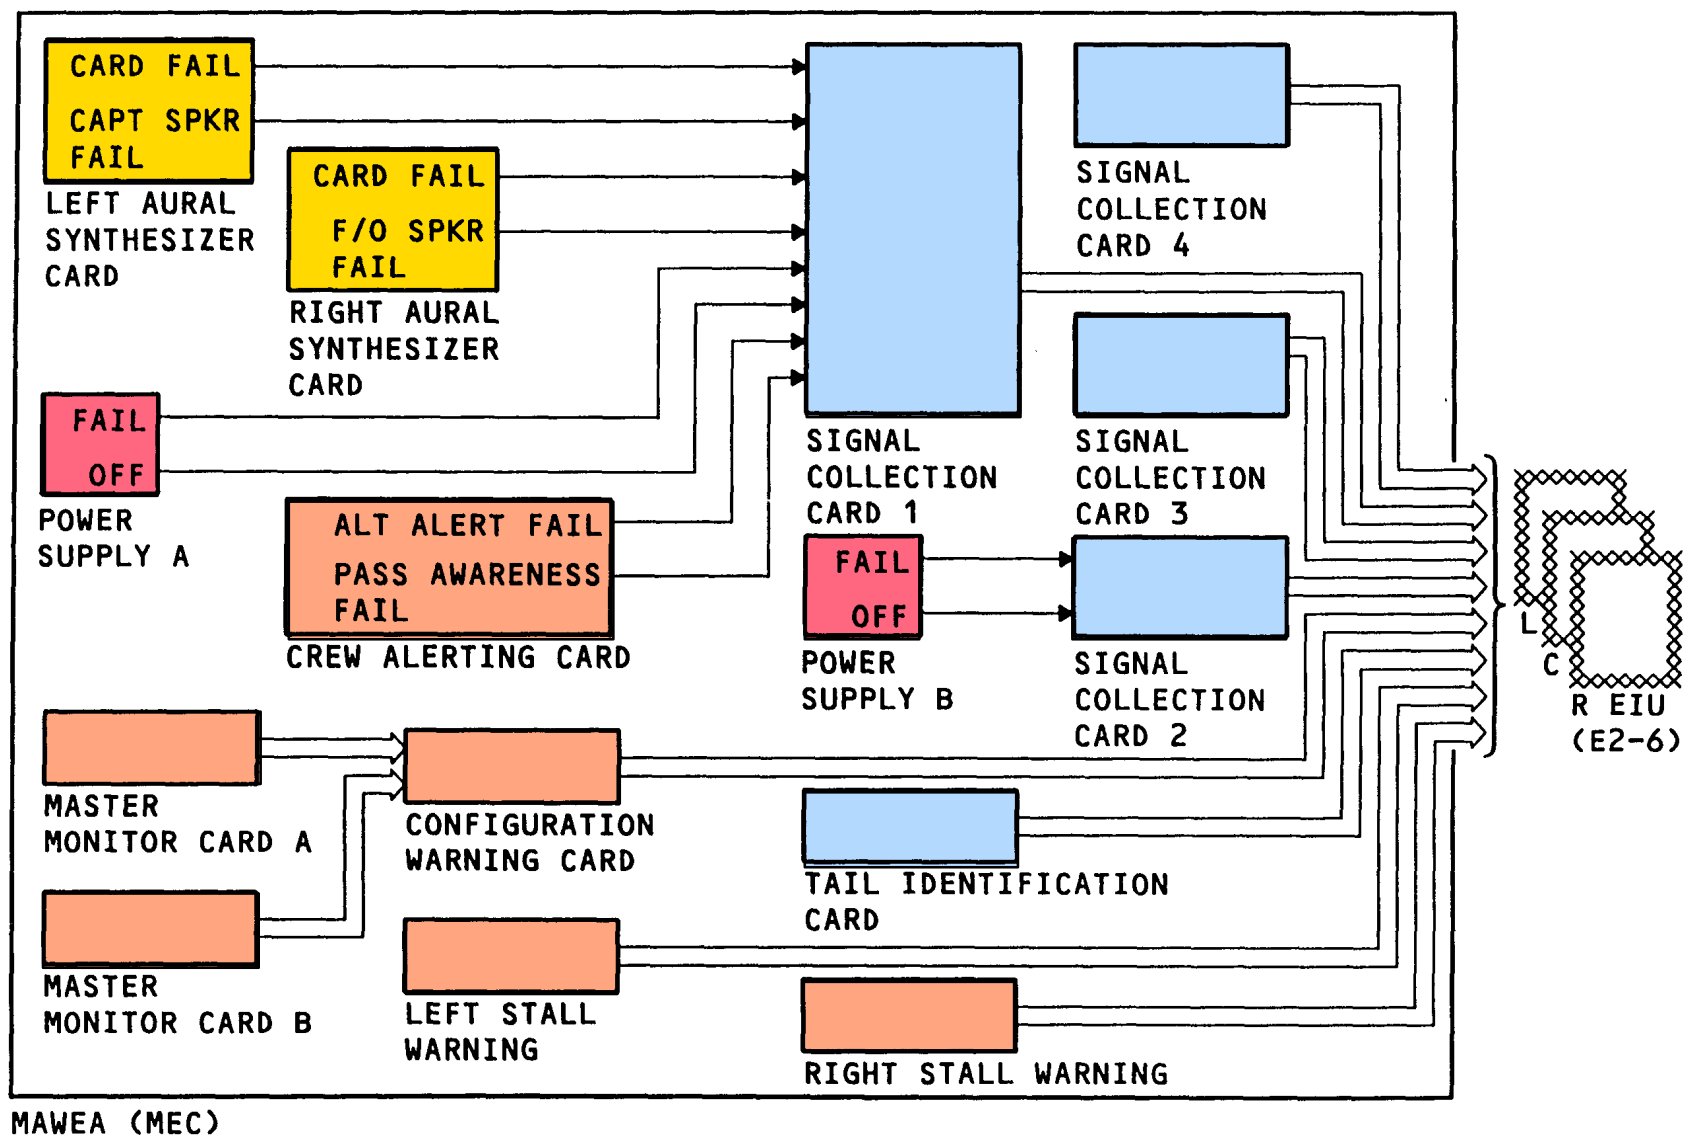 CARD FAIL
CAPT SPKR
FAIL
LEFT AURAL
SYNTHESIZER
CARD
CARD FAIL
F/O SPKR
FAIL
RIGHT AURAL
SYNTHESIZER
CARD
FAIL
OFF
POWER
SUPPLY A
ALT ALERT FAIL
PASS AWARENESS
FAIL
CREW ALERTING CARD
SIGNAL
COLLECTION
CARD 1
SIGNAL
COLLECTION
CARD 4
SIGNAL
COLLECTION
CARD 3
FAIL
OFF
POWER
SUPPLY B
SIGNAL
COLLECTION
CARD 2
MASTER
MONITOR CARD A
CONFIGURATION
WARNING CARD
TAIL IDENTIFICATION
CARD
MASTER
MONITOR CARD B
LEFT STALL
WARNING
RIGHT STALL WARNING
L
C
R EIU
(E2-6)
MAWEA (MEC)